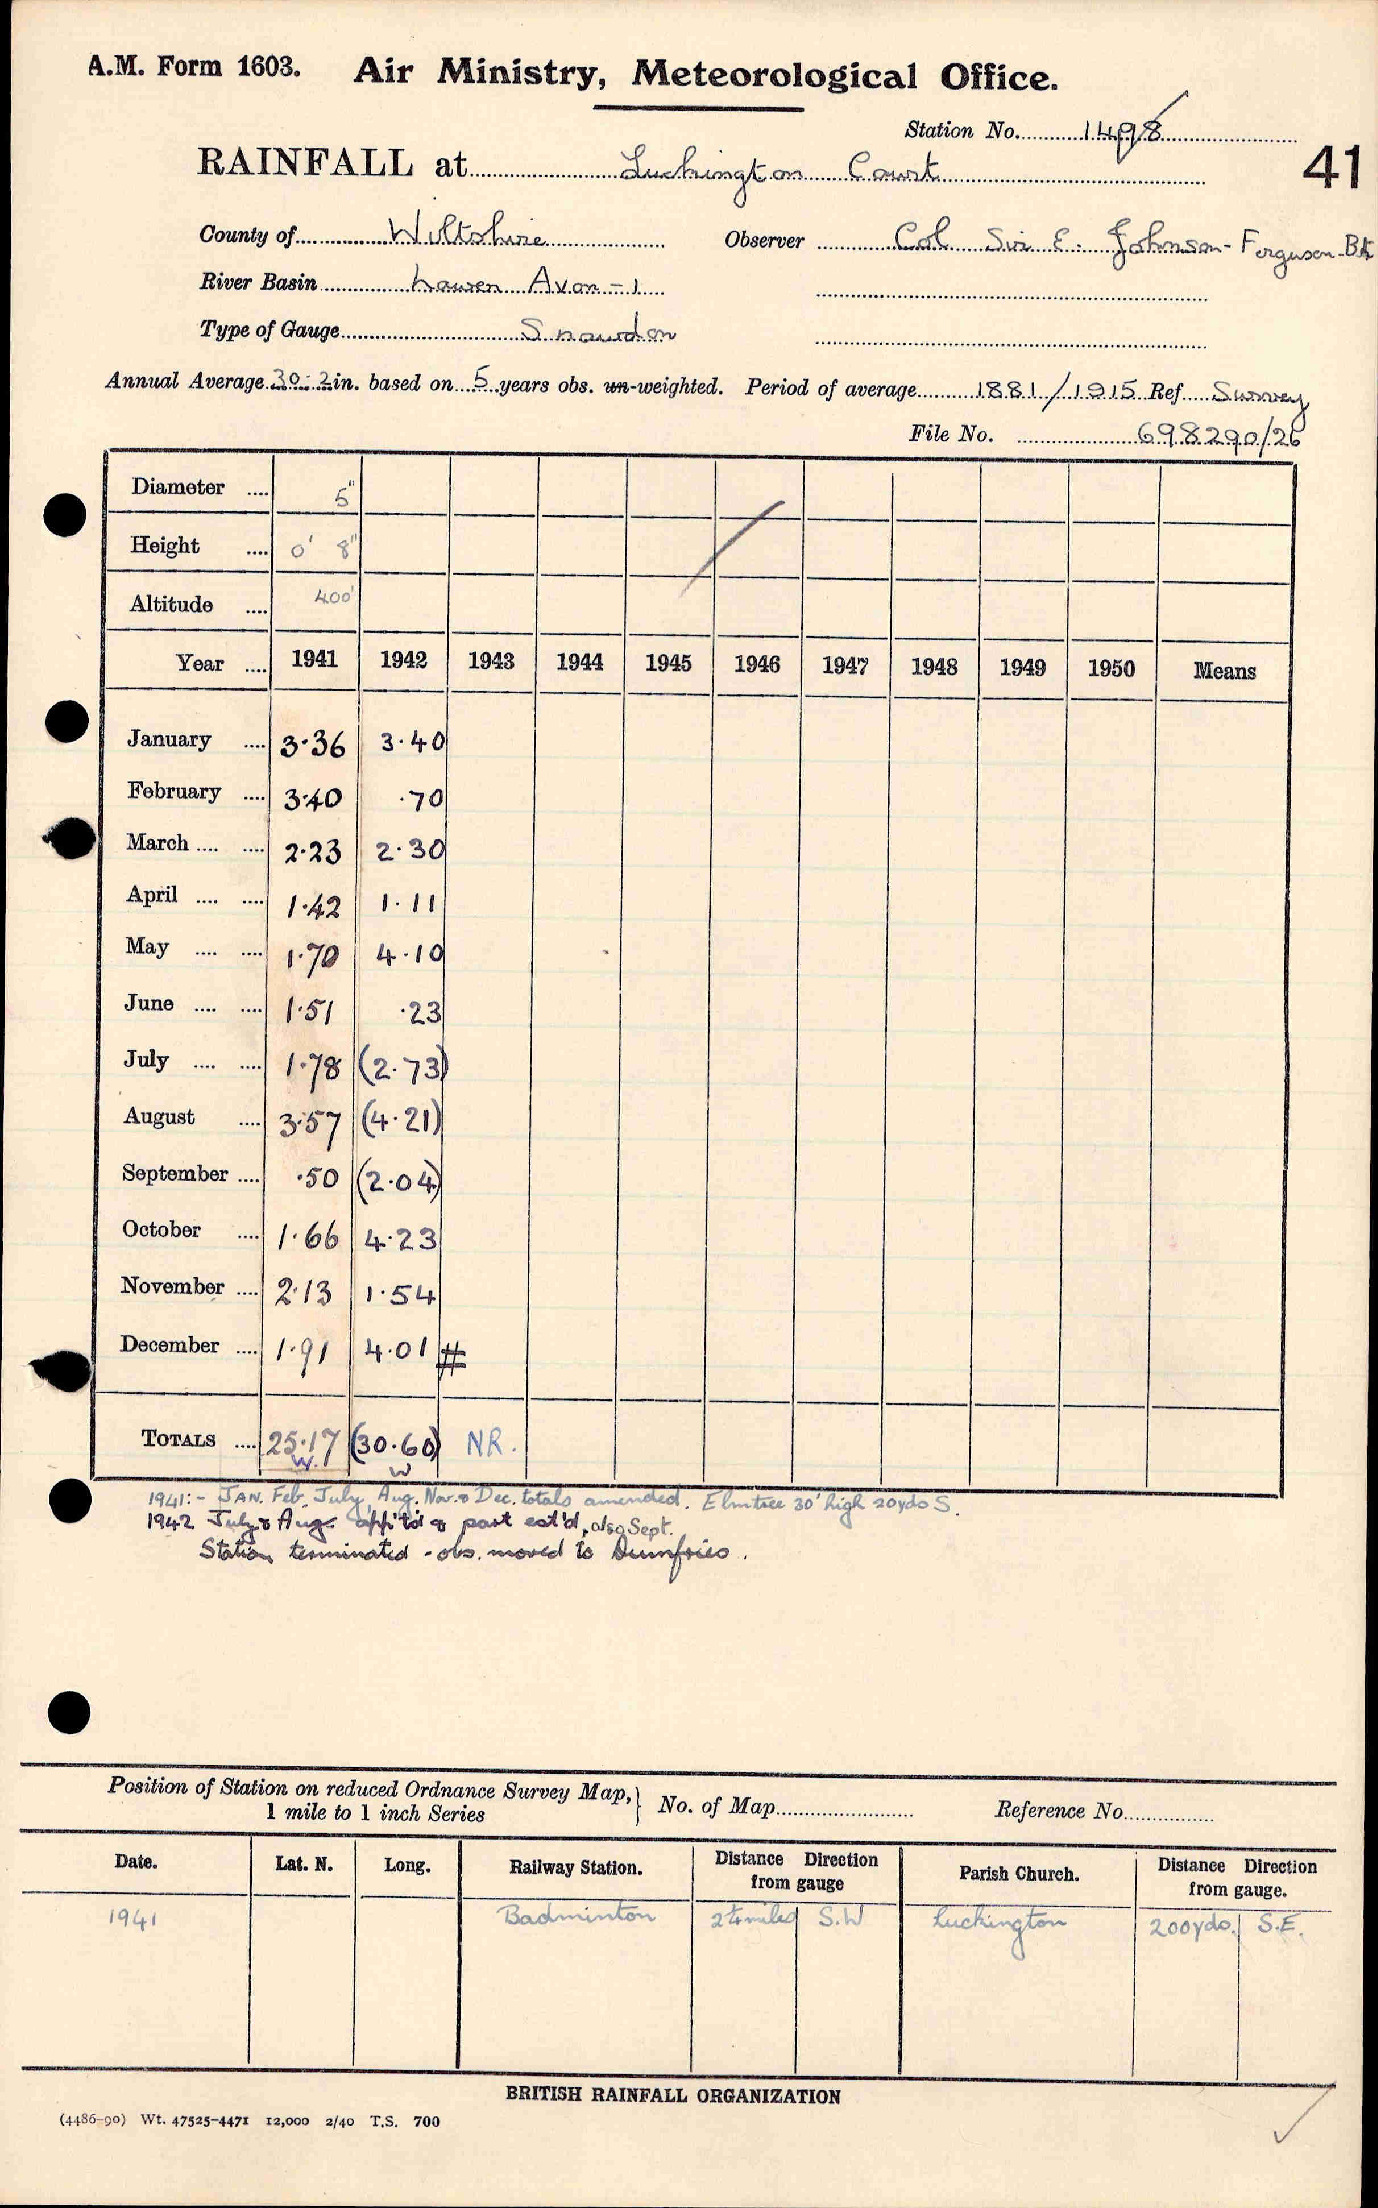 A.M. Form 1603. Air Ministry, Meteorological Office.
Station No. 1498
41
RAINFALL at Luckington Court
County of Wiltshire Observer Col Sir E. Johnson-Ferguson-Bt
River Basin Lower Avon - 1
Type of Gauge Snowdon
Annual Average 30.2 in. based on 5 years obs. un-weighted. Period of average 1881/1915 Ref Survey
File No. 698290/26
Diameter .... 5"
Height .... 0' 8"
Altitude .... 400'
Year .... 1941 1942 1943 1944 1945 1946 1947 1948 1949 1950 Means
January .... 3.36 3.40
February .... 3.40 .70
March .... .... 2.23 2.30
April .... .... 1.42 1.11
May .... .... 1.70 4.10
June .... .... 1.51 .23
July .... .... 1.78 (2.73)
August .... 3.57 (4.21)
September .... .50 (2.04)
October .... 1.66 4.23
November .... 2.13 1.54
December .... 1.91 4.01 #
TOTALS .... 25.17 (30.60) NR.
W. W
1941:- JAN. Feb, July, Aug, Nov. & Dec. totals amended. Elmtree 30' high 20yds S.
1942 July & Aug. app'td & part est'd, also Sept.
Station terminated - obs. moved to Dumfries.
Position of Station on reduced Ordnance Survey Map, } No. of Map Reference No.
1 mile to 1 inch Series
Date. Lat. N. Long. Railway Station. Distance Direction from gauge Parish Church. Distance Direction from gauge.
1941 Badminton 2¼ miles S.W Luckington 200yds. S.E.
BRITISH RAINFALL ORGANIZATION
(4486-90) Wt. 47525-4471 12,000 2/40 T.S. 700